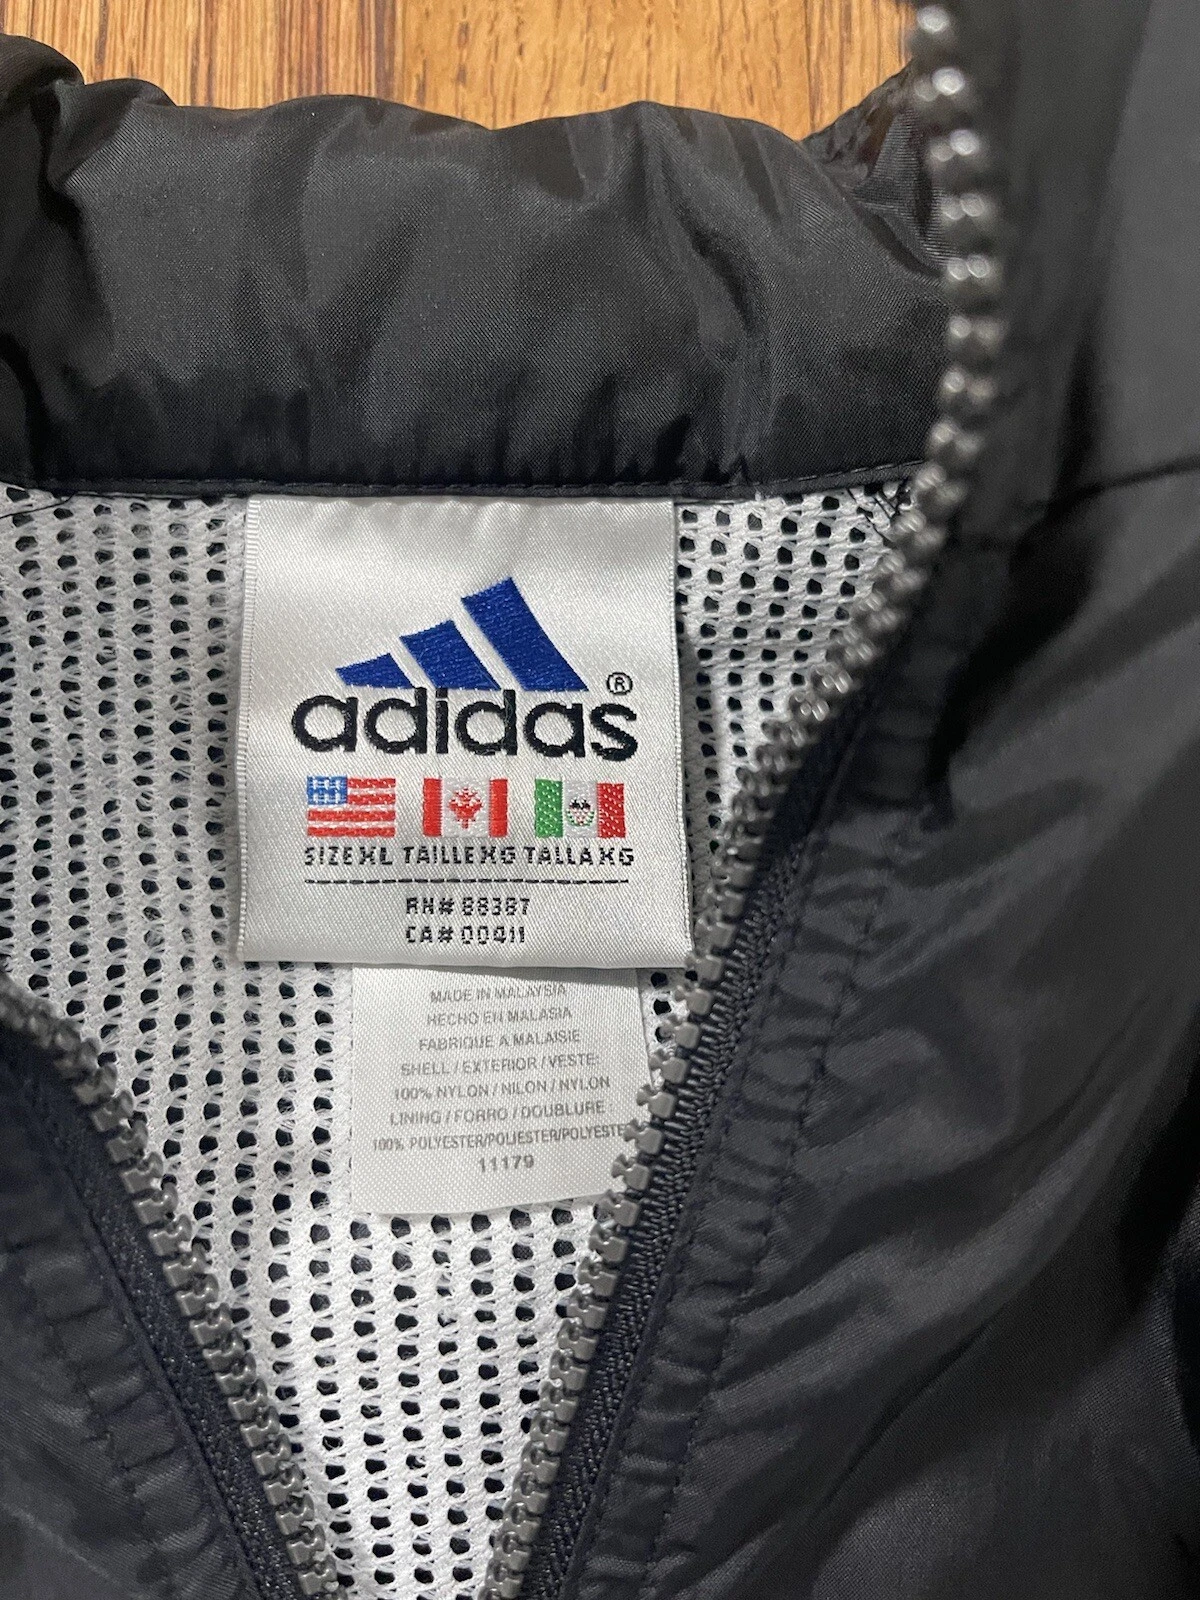 adidas®
SIZE XL TAILLE XG TALLA XG
RN# 88387
CA# 00411
MADE IN MALAYSIA
HECHO EN MALASIA
FABRIQUE A MALAISIE
SHELL / EXTERIOR / VESTE:
100% NYLON / NILON / NYLON
LINING / FORRO / DOUBLURE :
100% POLYESTER/POLIESTER/POLYESTE
11179